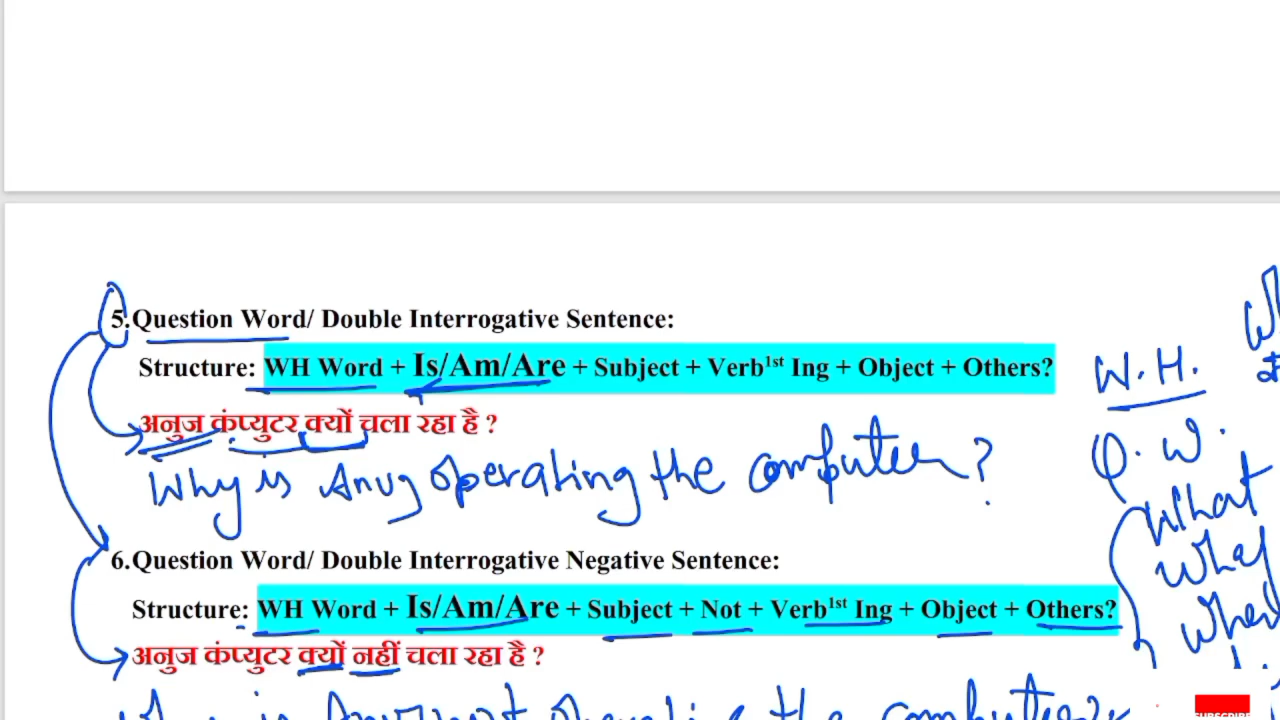 5.Question Word/ Double Interrogative Sentence:
Structure: WH Word + Is/Am/Are + Subject + Verb1st Ing + Object + Others?
W.H.
अनुज कंप्युटर क्यों चला रहा है ?
Q.W.
Why is Anuj operating the computer?
What
6.Question Word/ Double Interrogative Negative Sentence:
Structure: WH Word + Is/Am/Are + Subject + Not + Verb1st Ing + Object + Others?
अनुज कंप्युटर क्यों नहीं चला रहा है ?
SUBSCRIBE